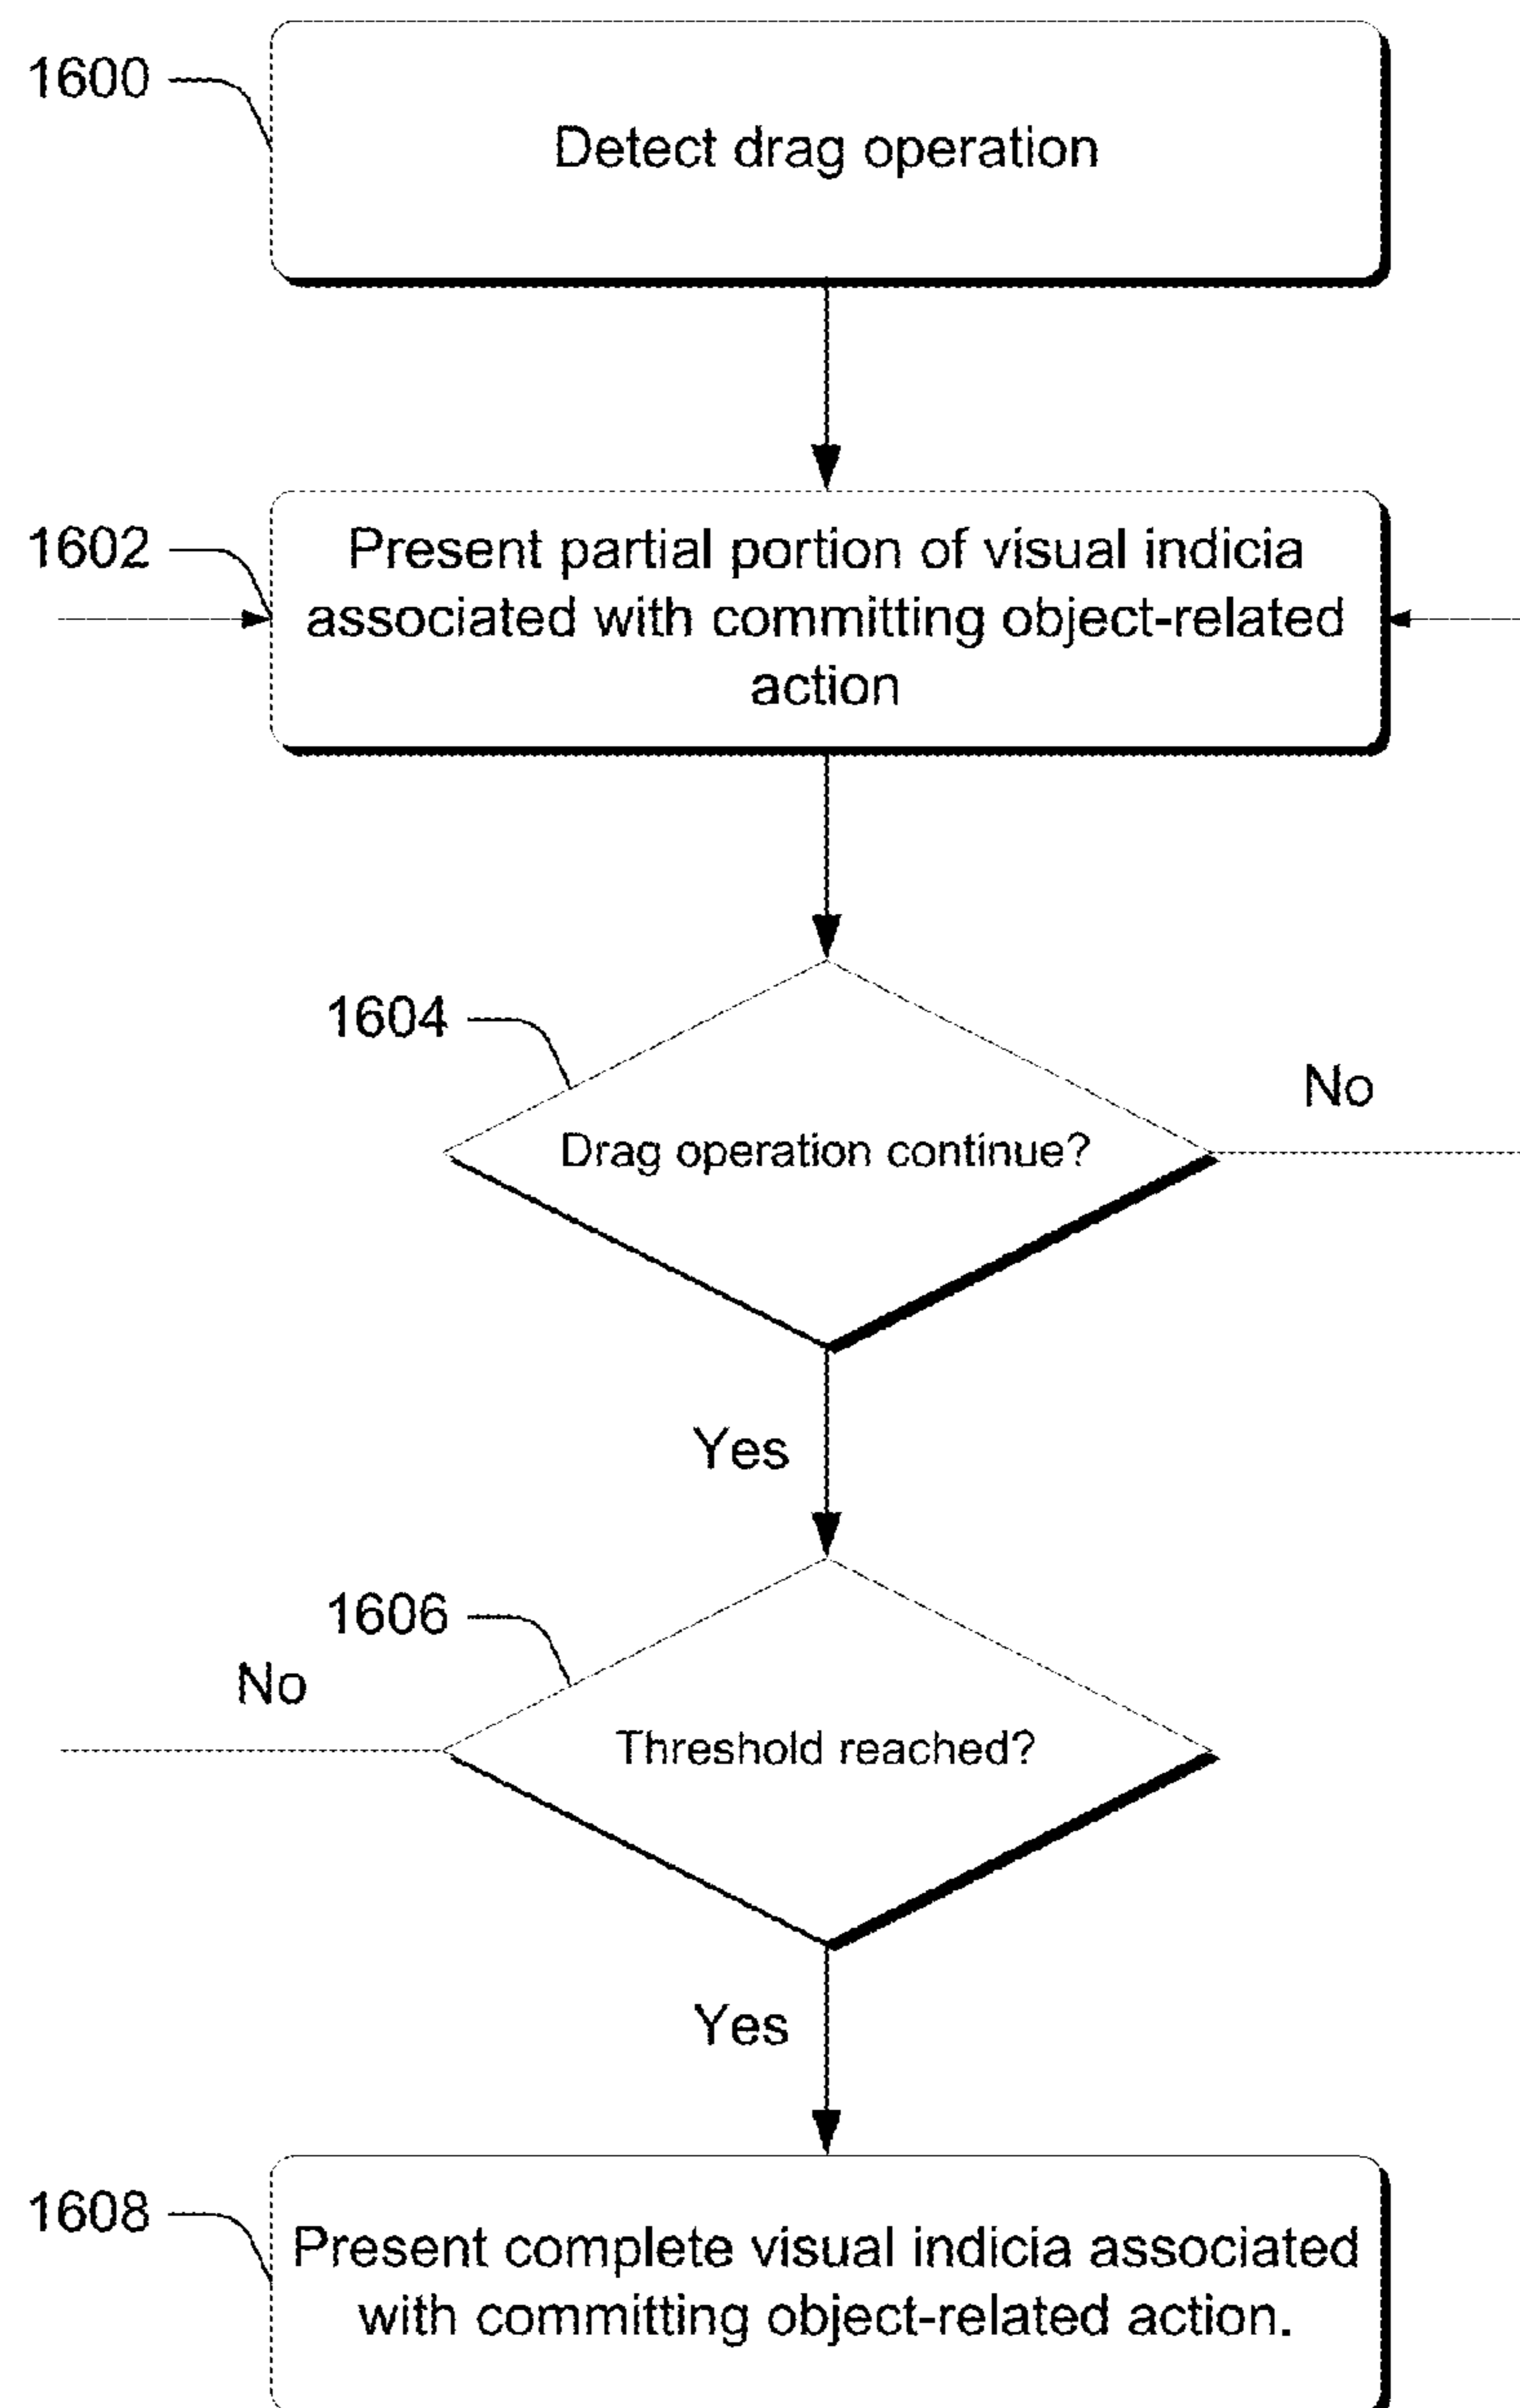 1600
Detect drag operation
1602
Present partial portion of visual indicia
associated with committing object-related
action
1604
No
Drag operation continue?
Yes
1606
No
Threshold reached?
Yes
1608
Present complete visual indicia associated
with committing object-related action.